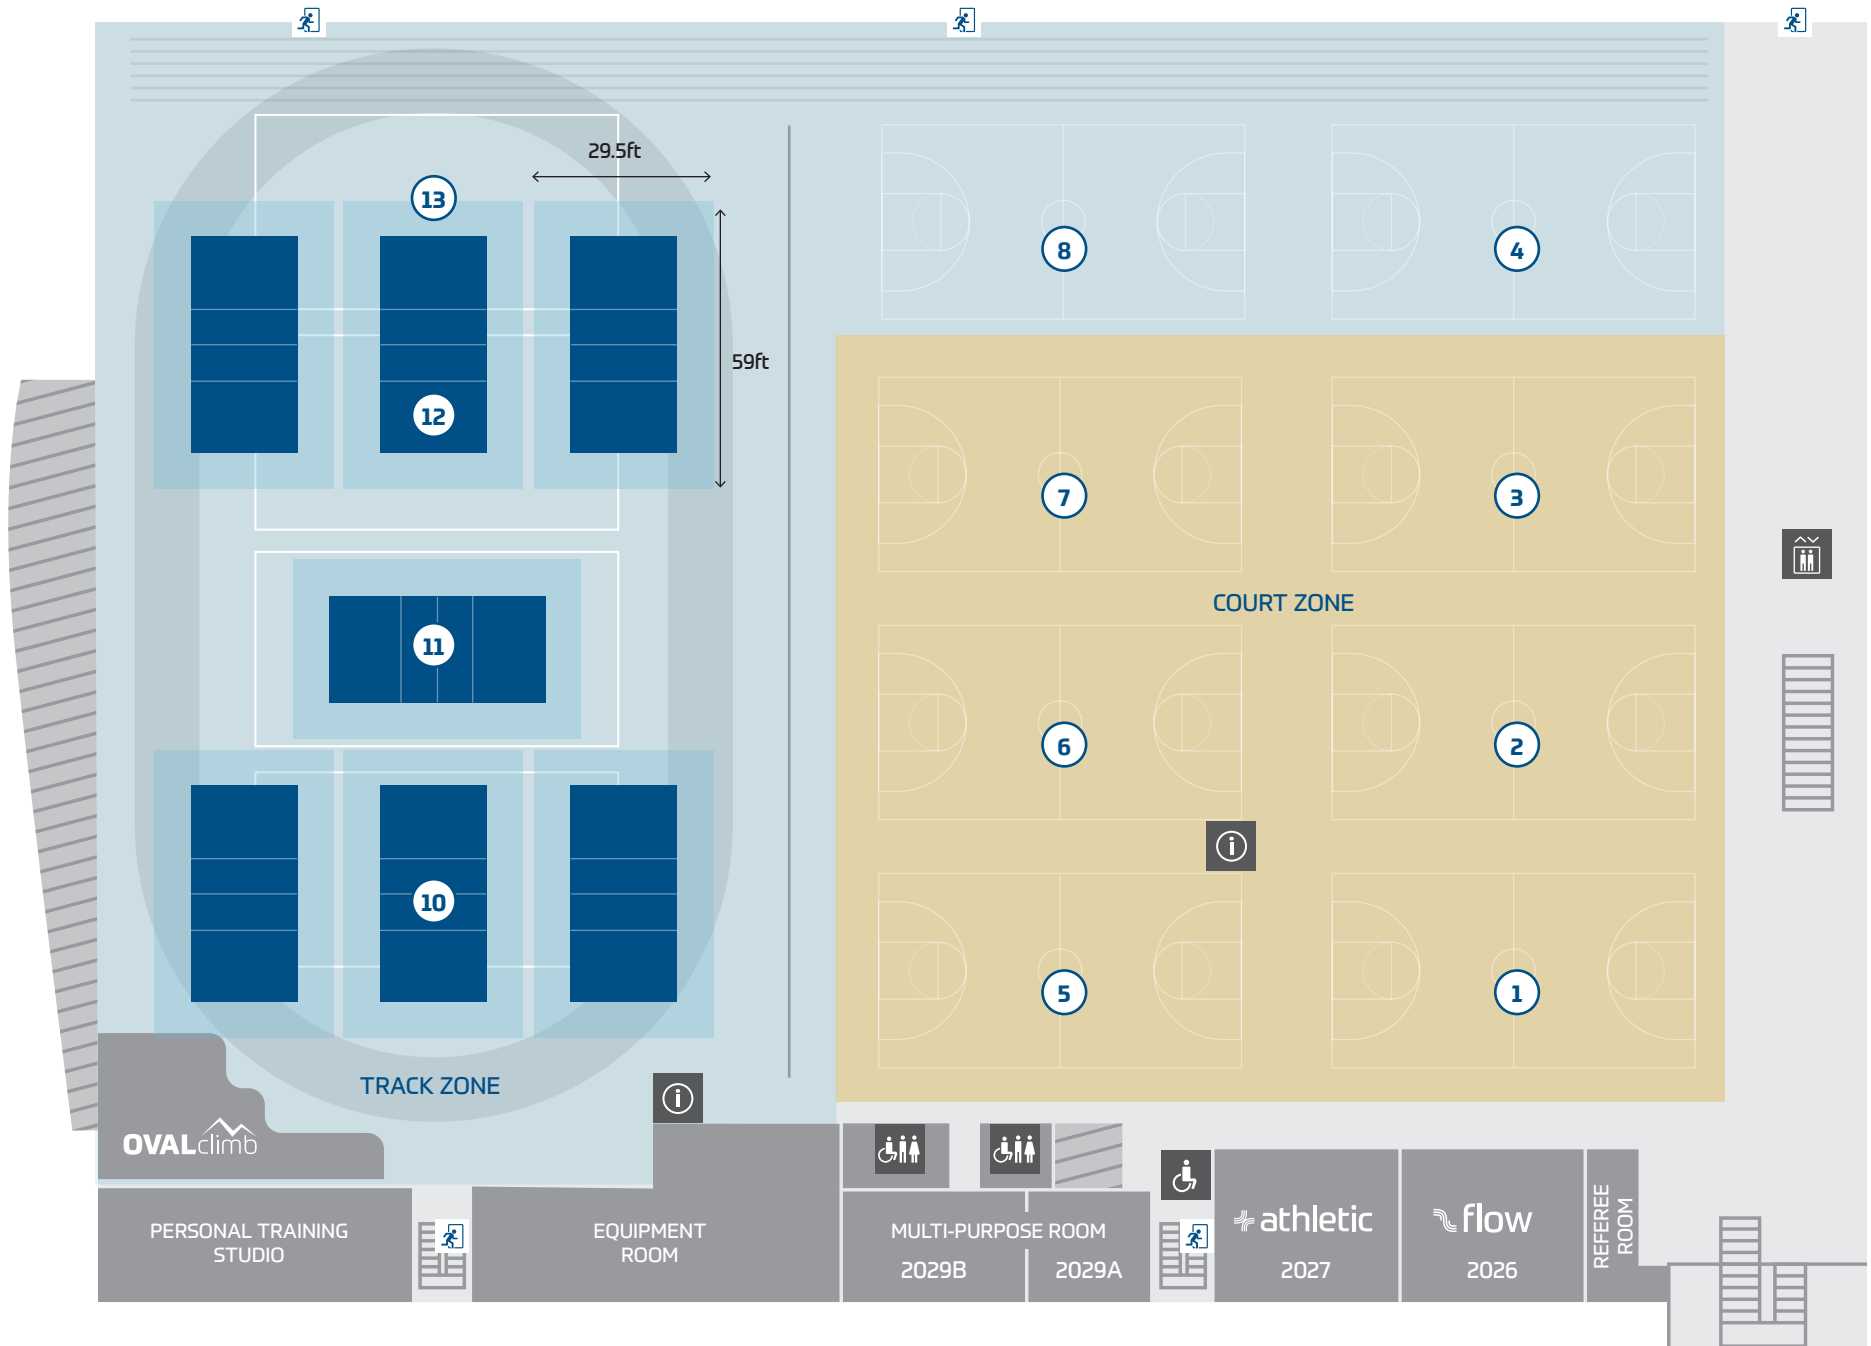 29.5ft
13
8
4
59ft
12
7
3
COURT ZONE
11
6
2
10
5
1
TRACK ZONE
OVALclimb
PERSONAL TRAINING
STUDIO
EQUIPMENT
ROOM
MULTI-PURPOSE ROOM
2029B
2029A
athletic
2027
flow
2026
REFEREE
ROOM